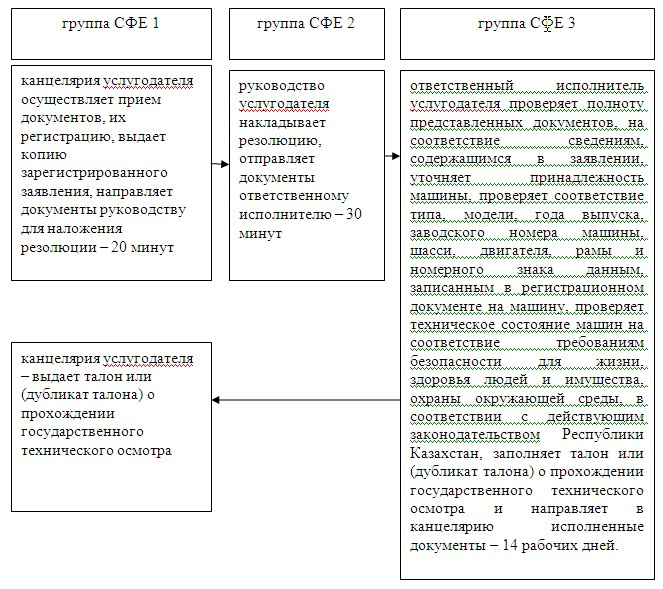 группа СФЕ 1
группа СФЕ 2
группа СФЕ 3
канцелярия услугодателя
осуществляет прием
документов, их
регистрацию, выдает
копию
зарегистрированного
заявления, направляет
документы руководству
для наложения
резолюции – 20 минут
руководство
услугодателя
накладывает
резолюцию,
отправляет
документы
ответственному
исполнителю – 30
минут
ответственный исполнитель
услугодателя проверяет полноту
представленных документов, на
соответствие сведениям,
содержащимся в заявлении,
уточняет принадлежность
машины, проверяет соответствие
типа, модели, года выпуска,
заводского номера машины,
шасси, двигателя, рамы и
номерного знака данным,
записанным в регистрационном
документе на машину, проверяет
техническое состояние машин на
соответствие требованиям
безопасности для жизни,
здоровья людей и имущества,
охраны окружающей среды, в
соответствии с действующим
законодательством Республики
Казахстан, заполняет талон или
(дубликат талона) о прохождении
государственного технического
осмотра и направляет в
канцелярию исполненные
документы – 14 рабочих дней.
канцелярия услугодателя
– выдает талон или
(дубликат талона) о
прохождении
государственного
технического осмотра